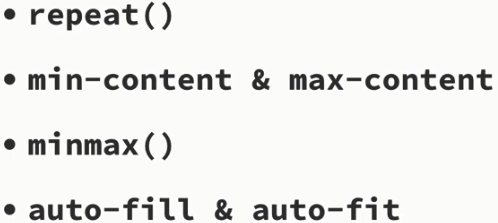 • repeat()
• min-content & max-content
• minmax()
• auto-fill & auto-fit